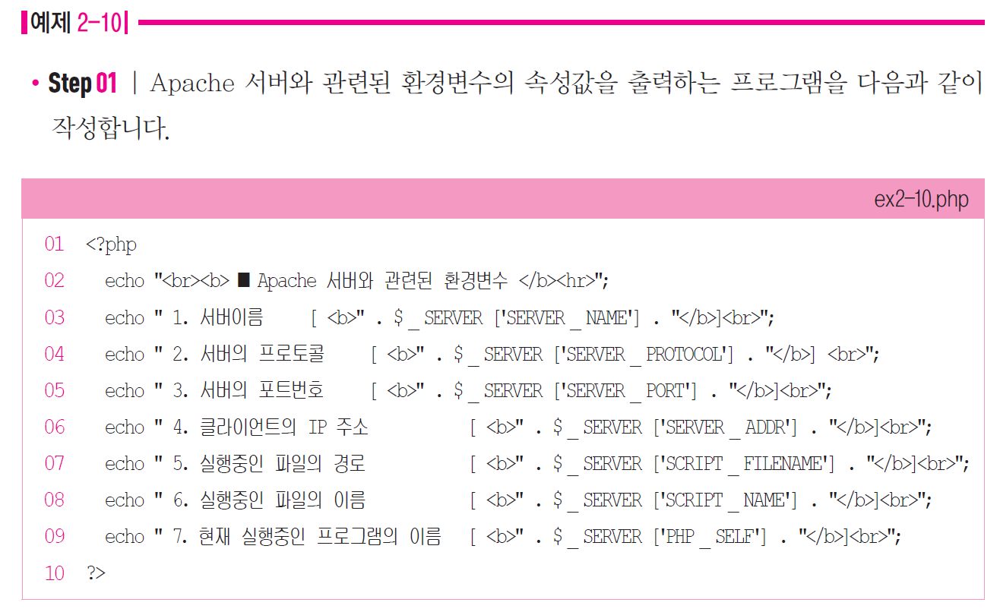 예제 2-10
• Step 01 | Apache 서버와 관련된 환경변수의 속성값을 출력하는 프로그램을 다음과 같이
작성합니다.
ex2-10.php
01 <?php
02 echo "<br><b> ■ Apache 서버와 관련된 환경변수 </b><hr>";
03 echo " 1. 서버이름 [ <b>" . $_SERVER ['SERVER_NAME'] . "</b>]<br>";
04 echo " 2. 서버의 프로토콜 [ <b>" . $_SERVER ['SERVER_PROTOCOL'] . "</b>] <br>";
05 echo " 3. 서버의 포트번호 [ <b>" . $_SERVER ['SERVER_PORT'] . "</b>]<br>";
06 echo " 4. 클라이언트의 IP 주소 [ <b>" . $_SERVER ['SERVER_ADDR'] . "</b>]<br>";
07 echo " 5. 실행중인 파일의 경로 [ <b>" . $_SERVER ['SCRIPT_FILENAME'] . "</b>]<br>";
08 echo " 6. 실행중인 파일의 이름 [ <b>" . $_SERVER ['SCRIPT_NAME'] . "</b>]<br>";
09 echo " 7. 현재 실행중인 프로그램의 이름 [ <b>" . $_SERVER ['PHP_SELF'] . "</b>]<br>";
10 ?>